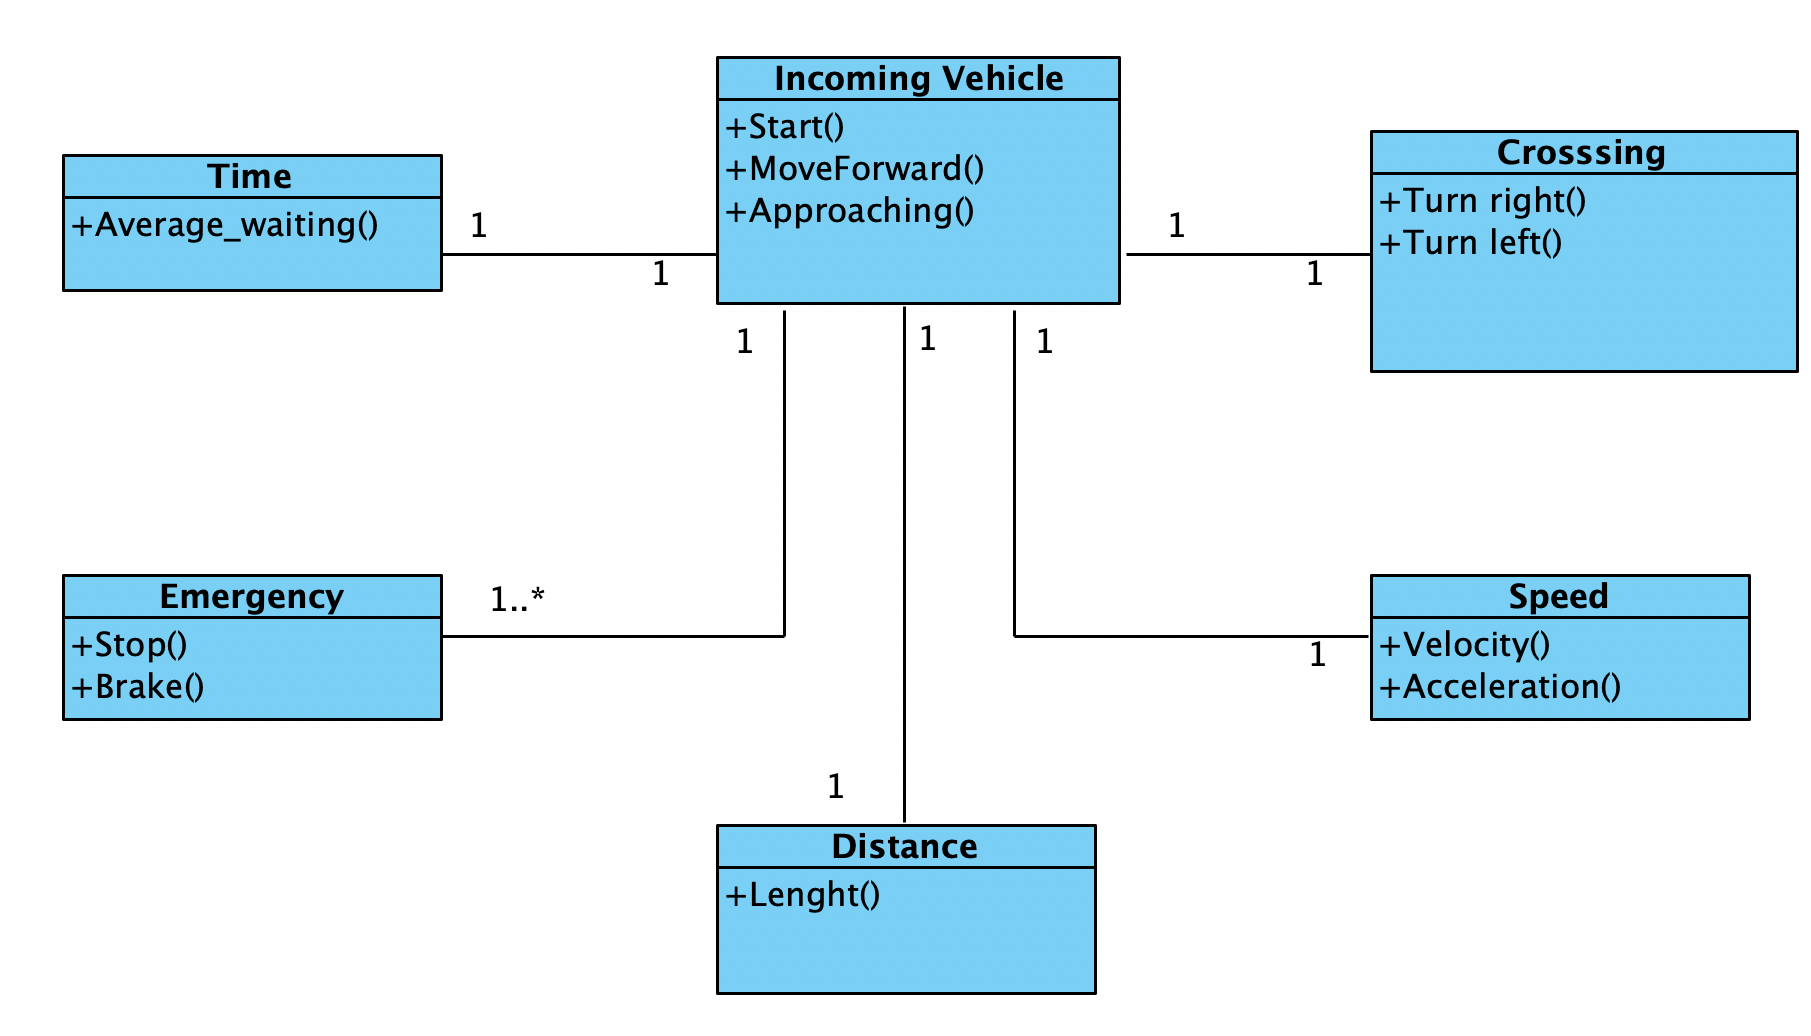 Incoming Vehicle
+Start()
+MoveForward()
+Approaching()
Time
+Average_waiting()
Crosssing
+Turn right()
+Turn left()
1
1
1
1
1
1
1
Emergency
+Stop()
+Brake()
1..*
Speed
+Velocity()
+Acceleration()
1
1
Distance
+Lenght()